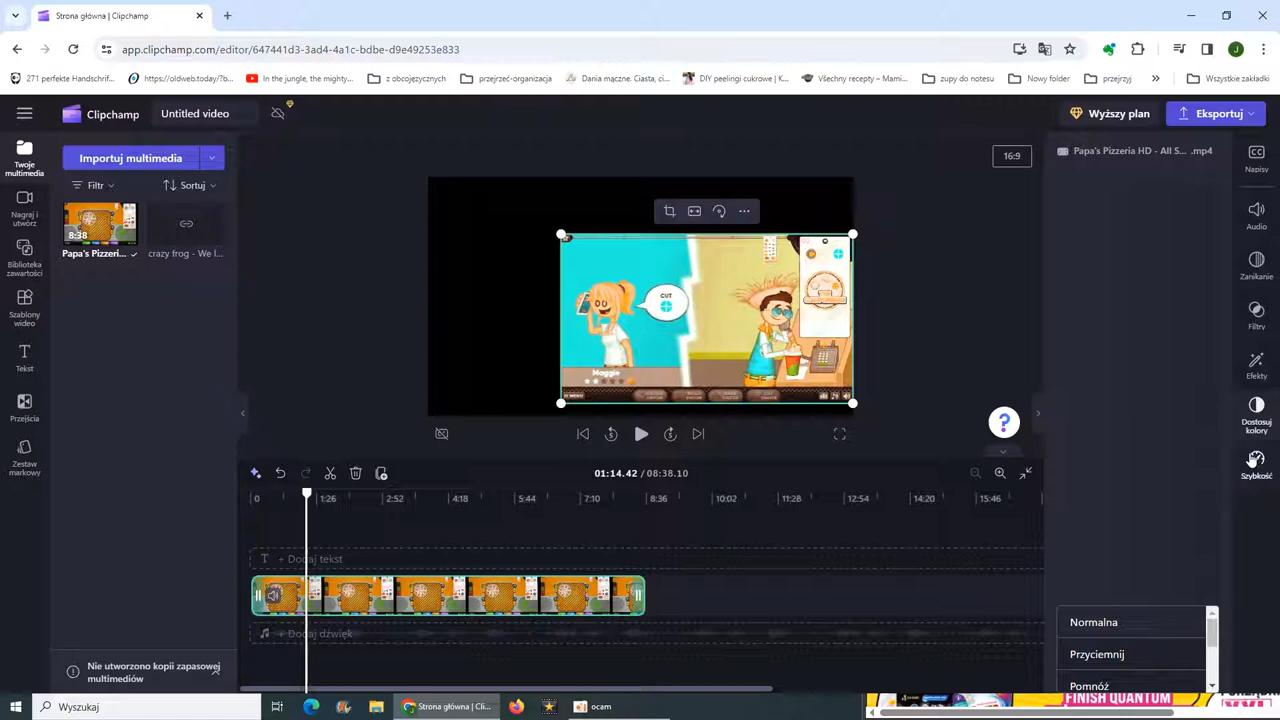 Strona główna | Clipchamp
app.clipchamp.com/editor/647441d3-3ad4-4a1c-bdbe-d9e49253e833
J
271 perfekte Handschrif...
https://oldweb.today/?b...
In the jungle, the mighty...
z obcojęzycznych
przejrzeć-organizacja
Dania mączne. Ciasta, ci...
DIY peelingi cukrowe | K...
Všechny recepty – Mami...
zupy do notesu
Nowy folder
przejrzyj
»
Wszystkie zakładki
Clipchamp
Untitled video
Wyższy plan
Eksportuj
Twoje
multimedia
Importuj multimedia
16:9
Papa's Pizzeria HD - All S... .mp4
CC
Napisy
Filtr
Sortuj
Nagraj i
utwórz
8:38
Papa's Pizzeri...
crazy frog - We l...
Audio
Biblioteka
zawartości
CUT
Zanikanie
Szablony
wideo
Filtry
Tekst
Maggie
MENU
Efekty
Przejścia
Dostosuj
kolory
Zestaw
markowy
Szybkość
01:14.42 / 08:38.10
0
1:26
2:52
4:18
5:44
7:10
8:36
10:02
11:28
12:54
14:20
15:46
T + Dodaj tekst
+ Dodaj dźwięk
Normalna
Przyciemnij
Pomnóż
Nie utworzono kopii zapasowej
multimediów
Wyszukaj
Strona główna | Cli...
ocam
FINISH QUANTUM
XXL